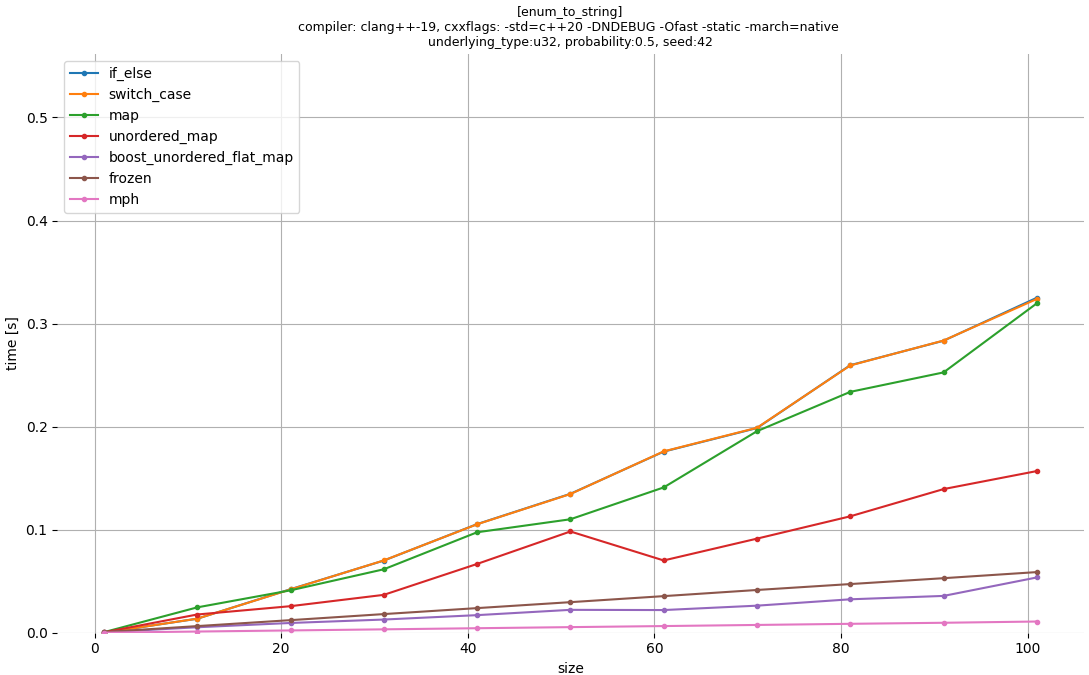 [enum_to_string]
compiler: clang++-19, cxxflags: -std=c++20 -DNDEBUG -Ofast -static -march=native
underlying_type:u32, probability:0.5, seed:42
if_else
switch_case
map
unordered_map
boost_unordered_flat_map
frozen
mph
time [s]
0.5
0.4
0.3
0.2
0.1
0.0
0 20 40 60 80 100
size